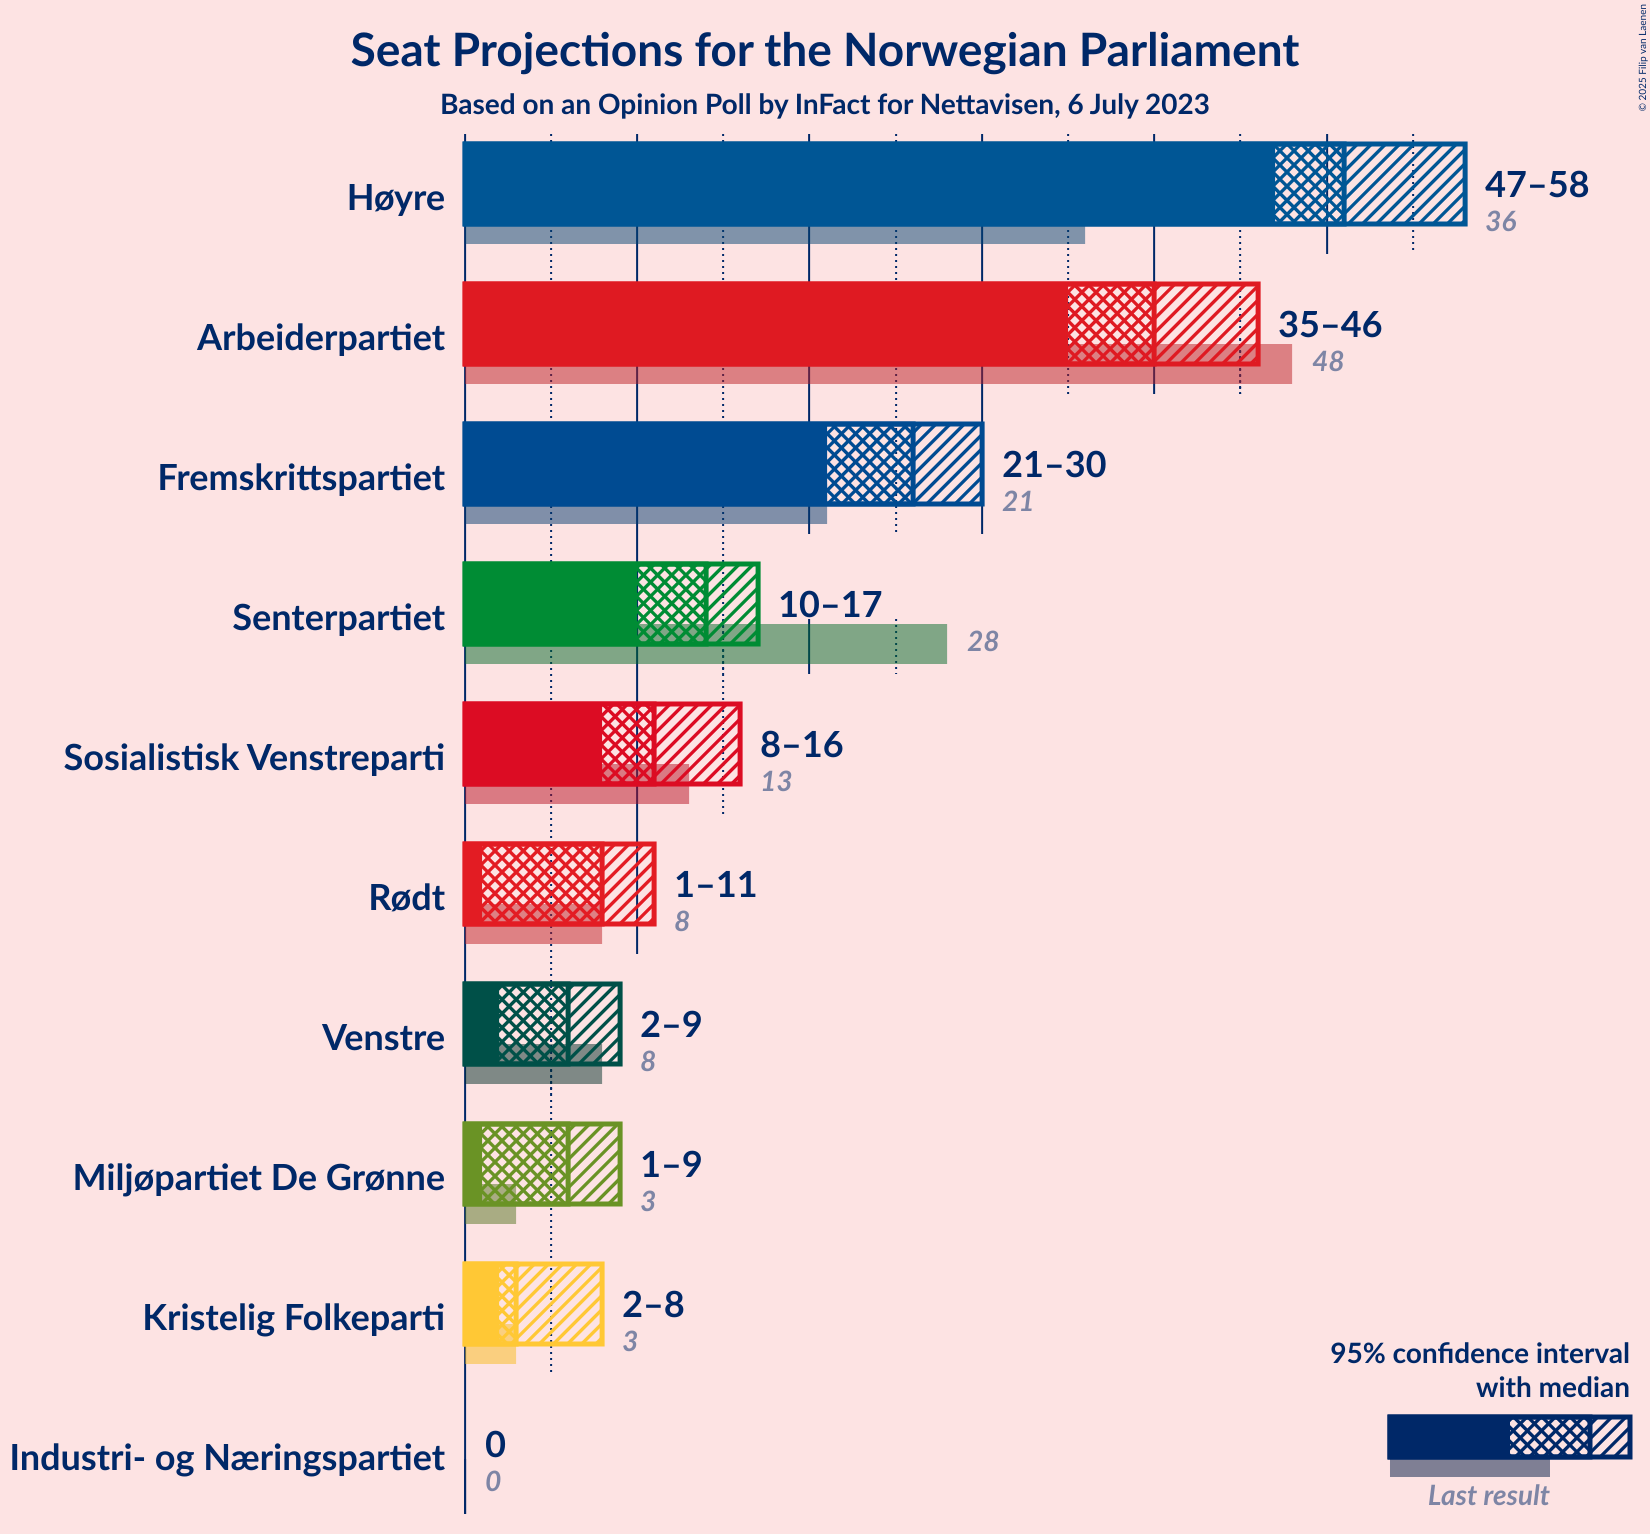 Seat Projections for the Norwegian Parliament
Based on an Opinion Poll by InFact for Nettavisen, 6 July 2023
© 2025 Filip van Laenen
Høyre
47–58
36
Arbeiderpartiet
35–46
48
Fremskrittspartiet
21–30
21
Senterpartiet
10–17
28
Sosialistisk Venstreparti
8–16
13
Rødt
1–11
8
Venstre
2–9
8
Miljøpartiet De Grønne
1–9
3
Kristelig Folkeparti
2–8
3
Industri- og Næringspartiet
0
0
95% confidence interval
with median
Last result